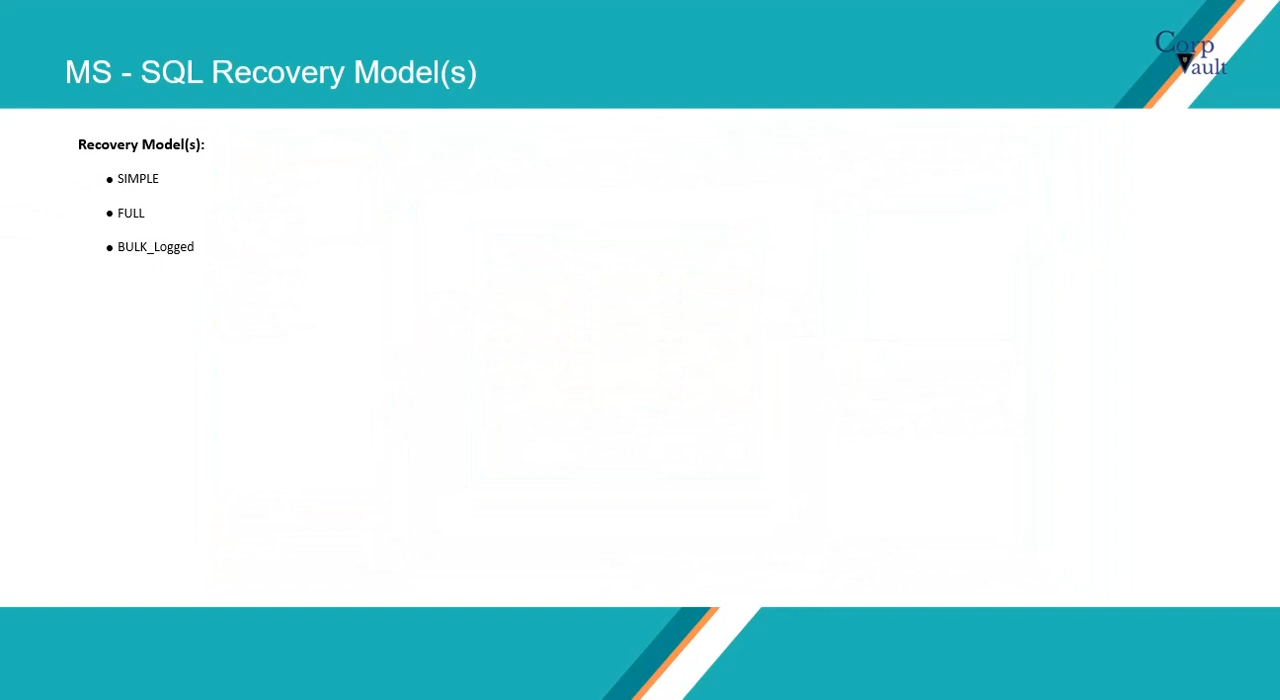 MS - SQL Recovery Model(s)
Corp
Vault
Recovery Model(s):
● SIMPLE
● FULL
● BULK_Logged